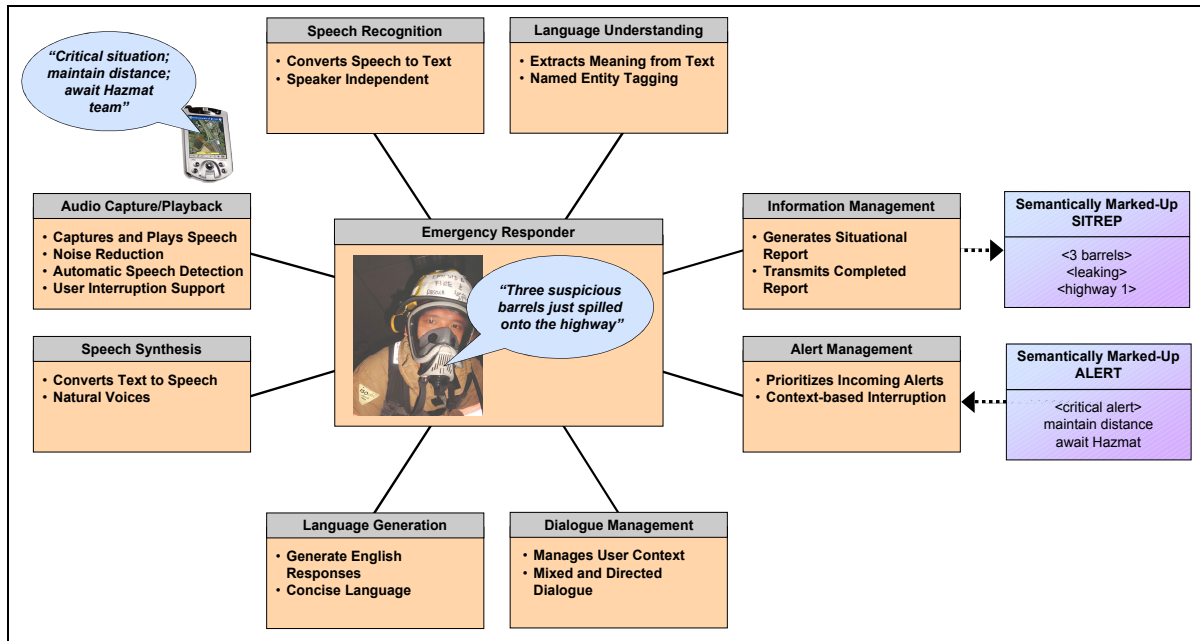 Speech Recognition
• Converts Speech to Text
• Speaker Independent
Language Understanding
• Extracts Meaning from Text
• Named Entity Tagging
“Critical situation;
maintain distance;
await Hazmat
team”
Audio Capture/Playback
• Captures and Plays Speech
• Noise Reduction
• Automatic Speech Detection
• User Interruption Support
Emergency Responder
“Three suspicious
barrels just spilled
onto the highway”
Information Management
• Generates Situational
Report
• Transmits Completed
Report
Semantically Marked-Up
SITREP
<3 barrels>
<leaking>
<highway 1>
Speech Synthesis
• Converts Text to Speech
• Natural Voices
Alert Management
• Prioritizes Incoming Alerts
• Context-based Interruption
Semantically Marked-Up
ALERT
<critical alert>
maintain distance
await Hazmat
Language Generation
• Generate English
Responses
• Concise Language
Dialogue Management
• Manages User Context
• Mixed and Directed
Dialogue